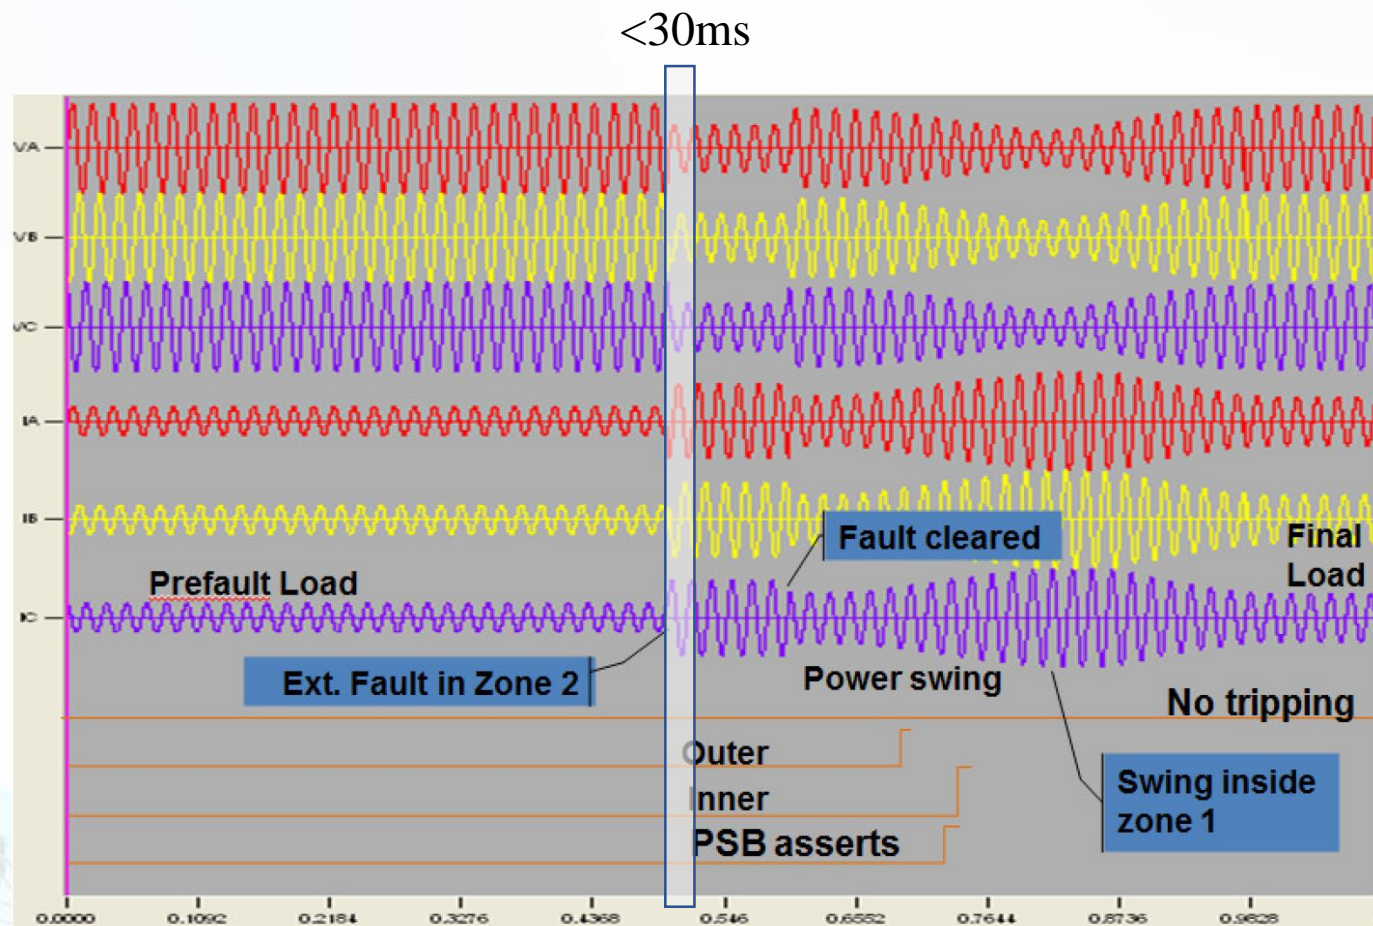 <30ms
VA
VB
VC
IA
IB
IC
Fault cleared
Final
Load
Prefault Load
Ext. Fault in Zone 2
Power swing
No tripping
Outer
Inner
Swing inside
zone 1
PSB asserts
0.0000 0.1092 0.2184 0.3276 0.4368 0.546 0.6552 0.7644 0.8736 0.9828